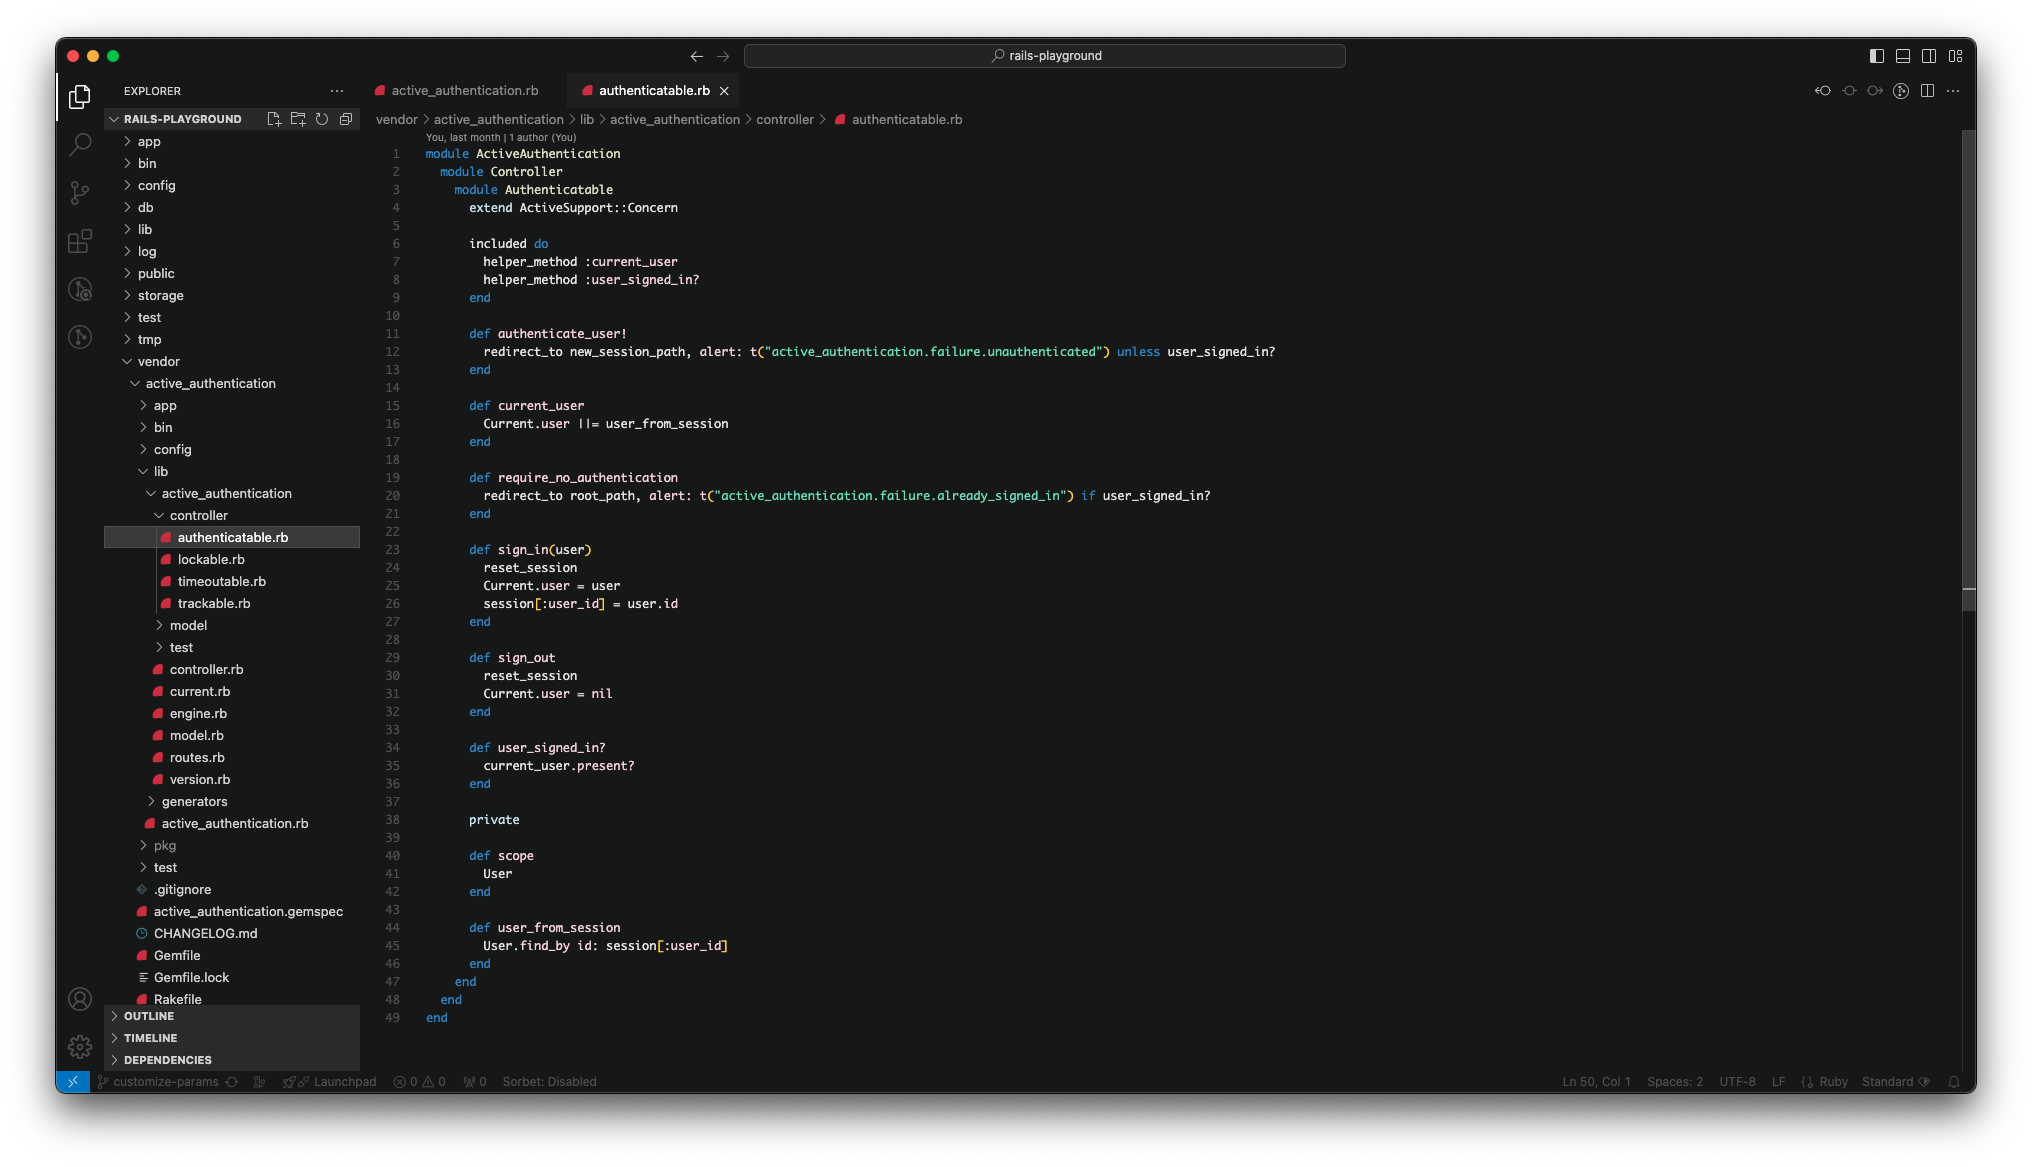 rails-playground
EXPLORER
RAILS-PLAYGROUND
app
bin
config
db
lib
log
public
storage
test
tmp
vendor
active_authentication
app
bin
config
lib
active_authentication
controller
authenticatable.rb
lockable.rb
timeoutable.rb
trackable.rb
model
test
controller.rb
current.rb
engine.rb
model.rb
routes.rb
version.rb
generators
active_authentication.rb
pkg
test
.gitignore
active_authentication.gemspec
CHANGELOG.md
Gemfile
Gemfile.lock
Rakefile
OUTLINE
TIMELINE
DEPENDENCIES
active_authentication.rb authenticatable.rb
vendor > active_authentication > lib > active_authentication > controller > authenticatable.rb
You, last month | 1 author (You)
1 module ActiveAuthentication
2 module Controller
3 module Authenticatable
4 extend ActiveSupport::Concern
5
6 included do
7 helper_method :current_user
8 helper_method :user_signed_in?
9 end
10
11 def authenticate_user!
12 redirect_to new_session_path, alert: t("active_authentication.failure.unauthenticated") unless user_signed_in?
13 end
14
15 def current_user
16 Current.user ||= user_from_session
17 end
18
19 def require_no_authentication
20 redirect_to root_path, alert: t("active_authentication.failure.already_signed_in") if user_signed_in?
21 end
22
23 def sign_in(user)
24 reset_session
25 Current.user = user
26 session[:user_id] = user.id
27 end
28
29 def sign_out
30 reset_session
31 Current.user = nil
32 end
33
34 def user_signed_in?
35 current_user.present?
36 end
37
38 private
39
40 def scope
41 User
42 end
43
44 def user_from_session
45 User.find_by id: session[:user_id]
46 end
47 end
48 end
49 end
customize-params Launchpad 0 0 0 Sorbet: Disabled Ln 50, Col 1 Spaces: 2 UTF-8 LF Ruby Standard